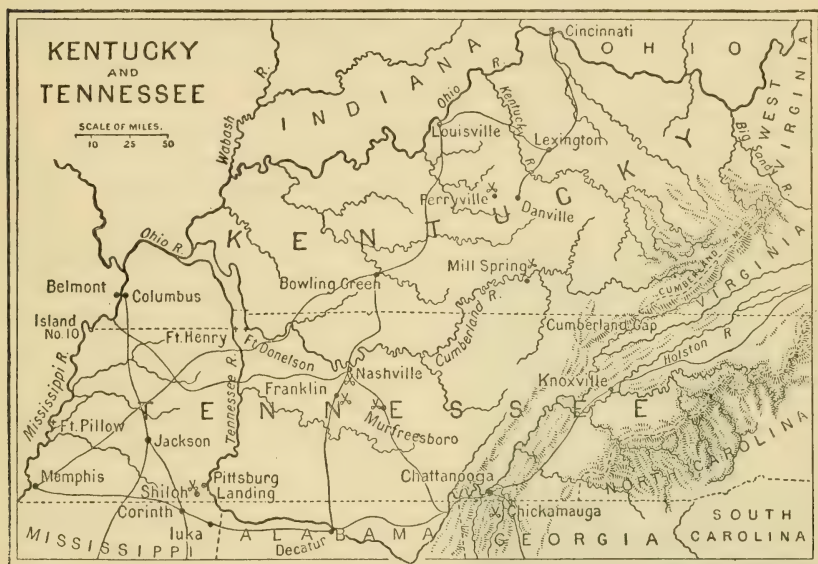 KENTUCKY
AND
TENNESSEE
SCALE OF MILES.
10 25 50
Cincinnati
OHIO
INDIANA
Wabash R.
Ohio R.
Kentucky R.
Louisville
Lexington
WEST VIRGINIA
Big Sandy R.
Perryville
Danville
KENTUCKY
Ohio R.
Mill Spring
Bowling Green
CUMBERLAND MTS.
VIRGINIA
Belmont
Columbus
Island No. 10
Ft. Henry
Ft. Donelson
Cumberland R.
Cumberland Gap
Holston R
Mississippi R.
Tennessee R.
Nashville
Franklin
Knoxville
TENNESSEE
Murfreesboro
Ft. Pillow
Jackson
NORTH CAROLINA
Memphis
Pittsburg Landing
Shiloh
Chattanooga
Corinth
Chickamauga
Iuka
Decatur
MISSISSIPPI
ALABAMA
GEORGIA
SOUTH CAROLINA